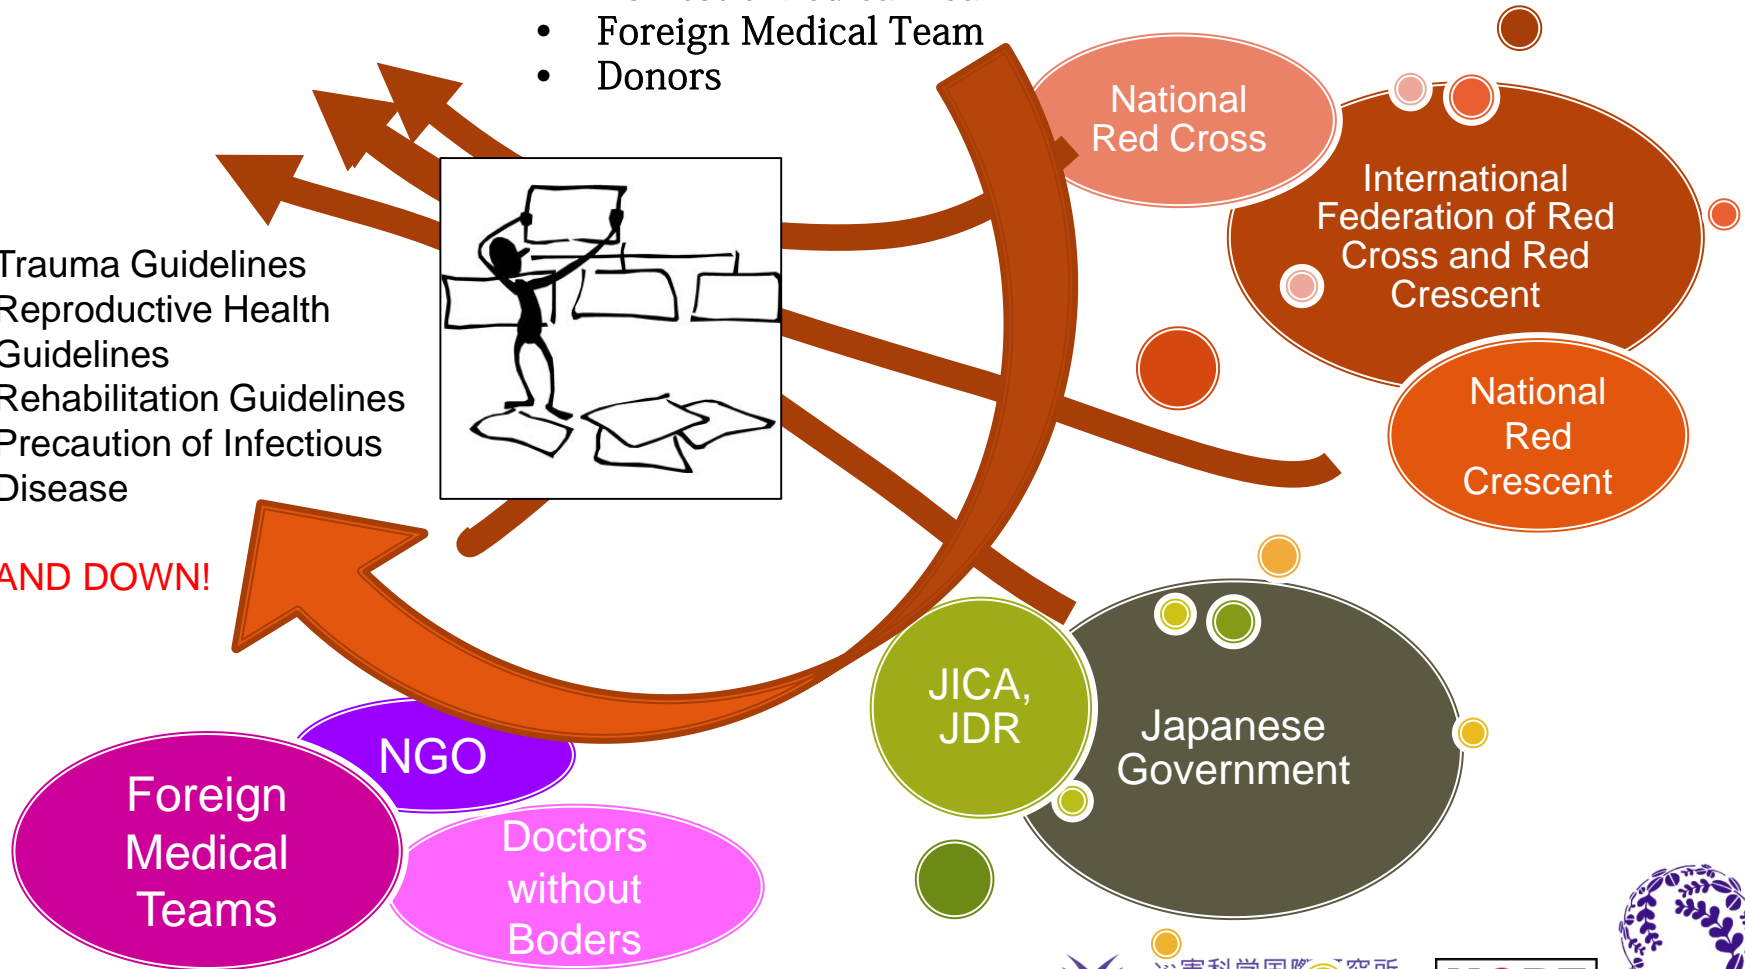 • Foreign Medical Team
• Donors
National
Red Cross
International
Federation of Red
Cross and Red
Crescent
National
Red
Crescent
Trauma Guidelines
Reproductive Health
Guidelines
Rehabilitation Guidelines
Precaution of Infectious
Disease
AND DOWN!
JICA,
JDR
Japanese
Government
NGO
Foreign
Medical
Teams
Doctors
without
Boders